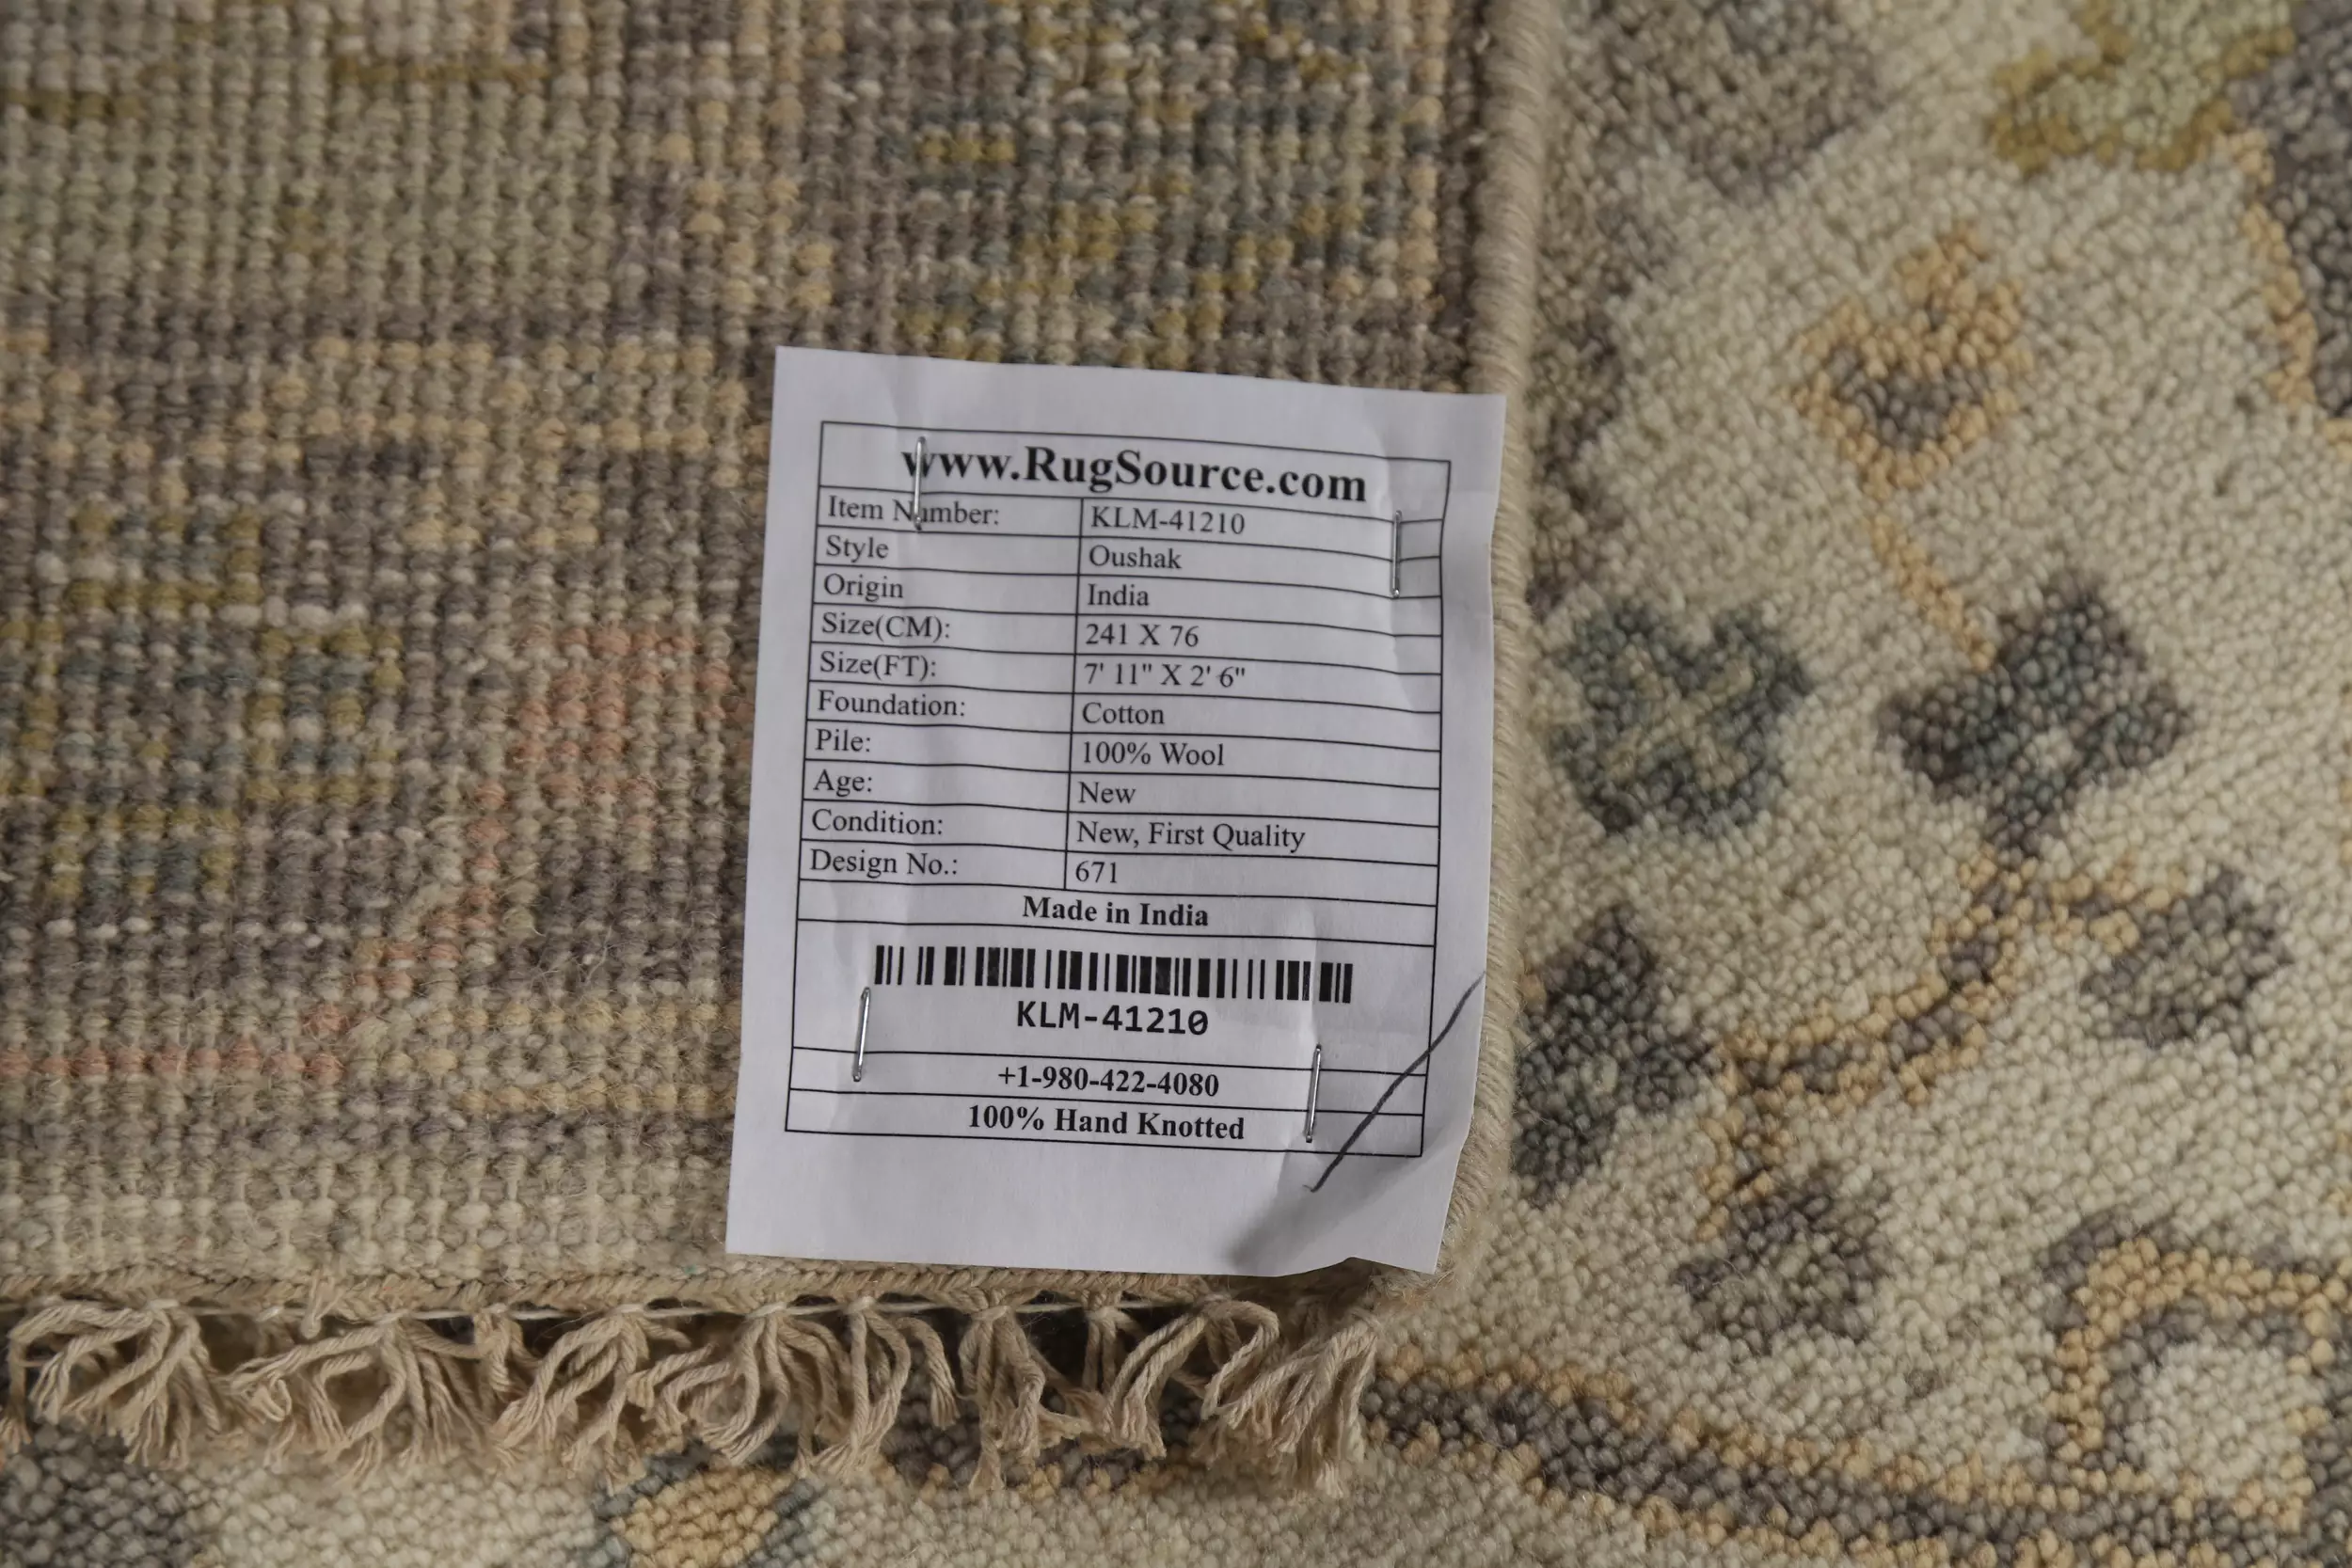 www.RugSource.com
Item Number: KLM-41210
Style Oushak
Origin India
Size(CM): 241 X 76
Size(FT): 7' 11" X 2' 6"
Foundation: Cotton
Pile: 100% Wool
Age: New
Condition: New, First Quality
Design No.: 671
Made in India
KLM-41210
+1-980-422-4080
100% Hand Knotted